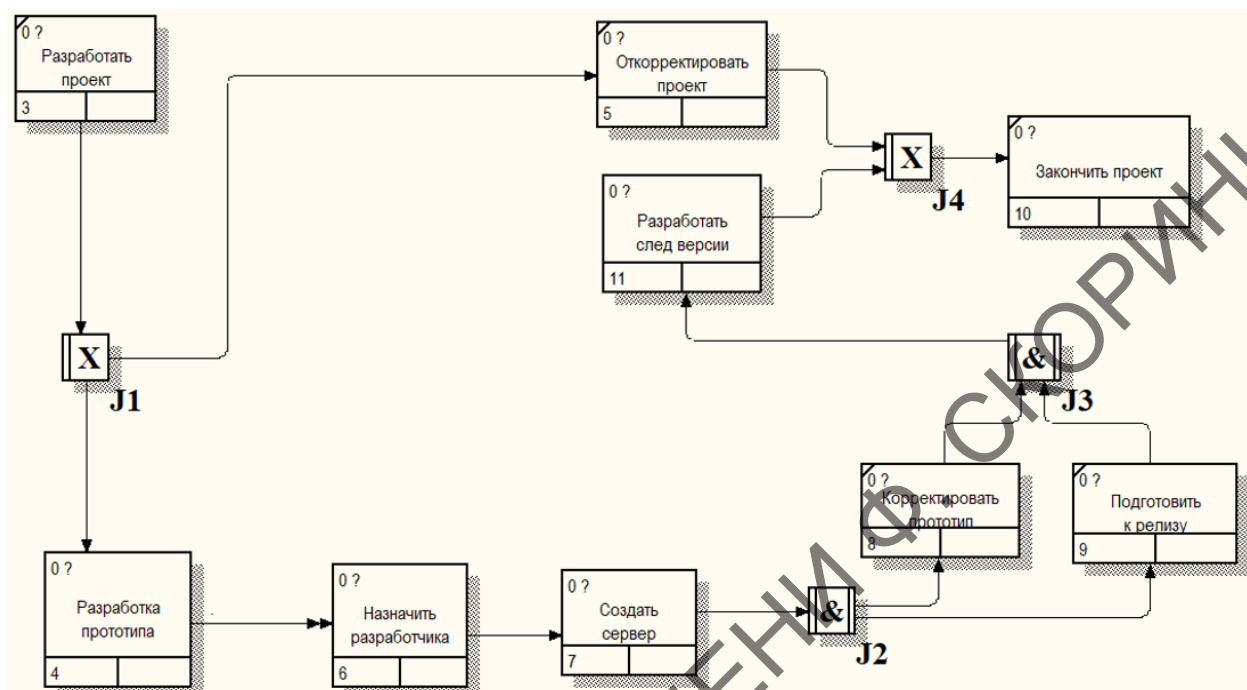 0 ?
Разработать
проект
3
0 ?
Откорректировать
проект
5
0 ?
Закончить проект
10
X
J4
0 ?
Разработать
след версии
11
X
J1
&
J3
0 ?
Корректировать
прототип
8
0 ?
Подготовить
к релизу
9
0 ?
Разработка
прототипа
4
0 ?
Назначить
разработчика
6
0 ?
Создать
сервер
7
&
J2
Ф. СКОРИНЫ